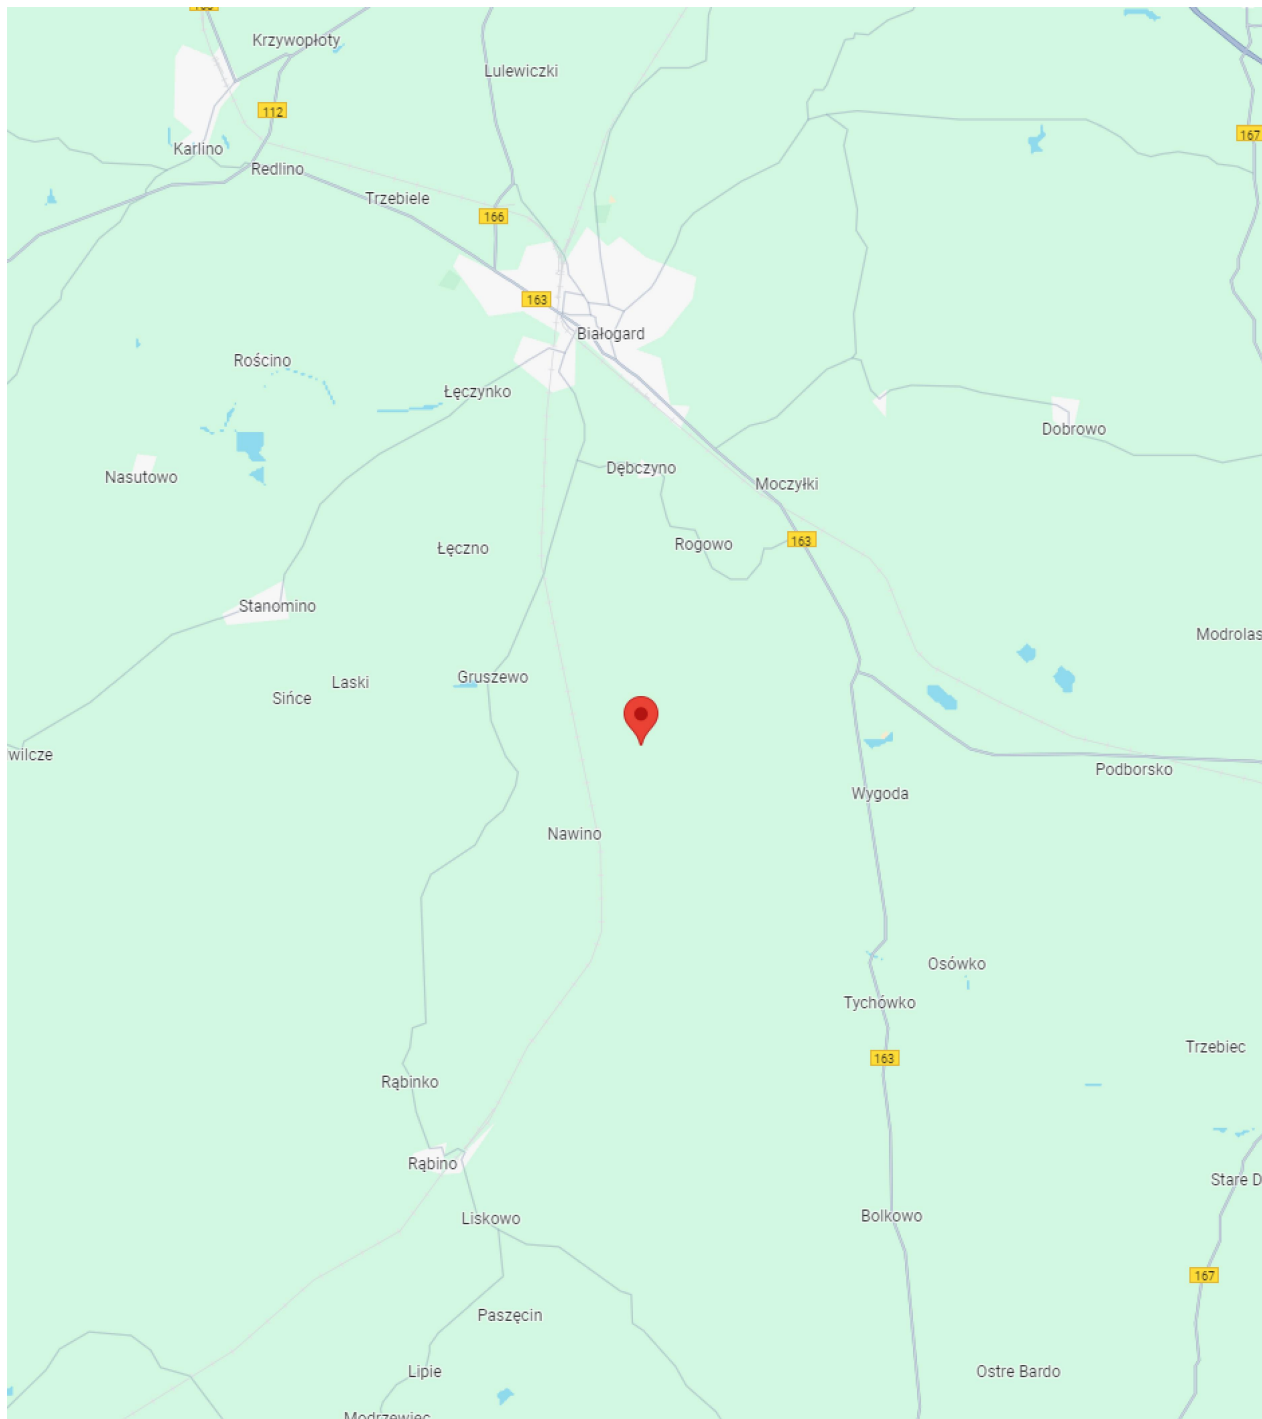 Krzywopłoty
Lulewiczki
112
167
Karlino
Redlino
Trzebiele
166
163
Białogard
Rościno
Łęczynko
Dobrowo
Dębczyno
Nasutowo
Moczyłki
163
Rogowo
Łęczno
Stanomino
Modrolas
Gruszewo
Laski
Sińce
wilcze
Podborsko
Wygoda
Nawino
Osówko
Tychówko
Trzebiec
163
Rąbinko
Rąbino
Stare D
Liskowo
Bolkowo
167
Paszęcin
Lipie
Ostre Bardo
Modrzewiec